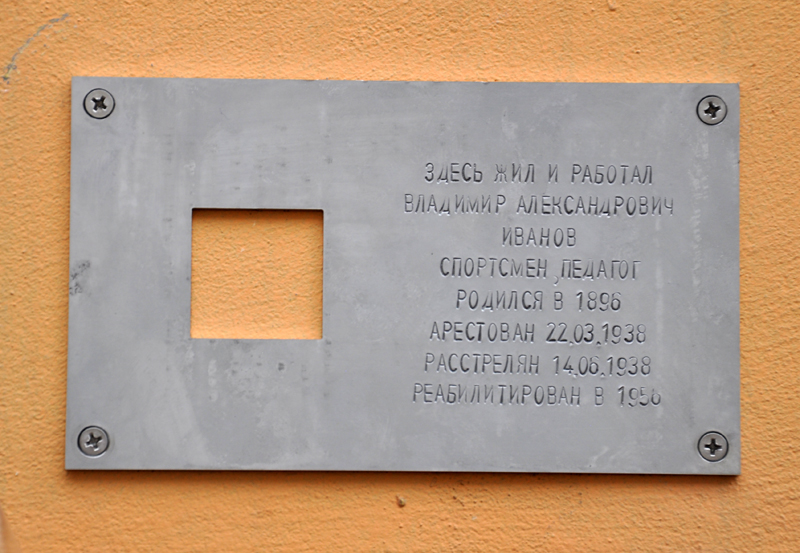 ЗДЕСЬ ЖИЛ И РАБОТАЛ
ВЛАДИМИР АЛЕКСАНДРОВИЧ
ИВАНОВ
СПОРТСМЕН, ПЕДАГОГ
РОДИЛСЯ В 1896
АРЕСТОВАН 22.03.1938
РАССТРЕЛЯН 14.06.1938
РЕАБИЛИТИРОВАН В 1956